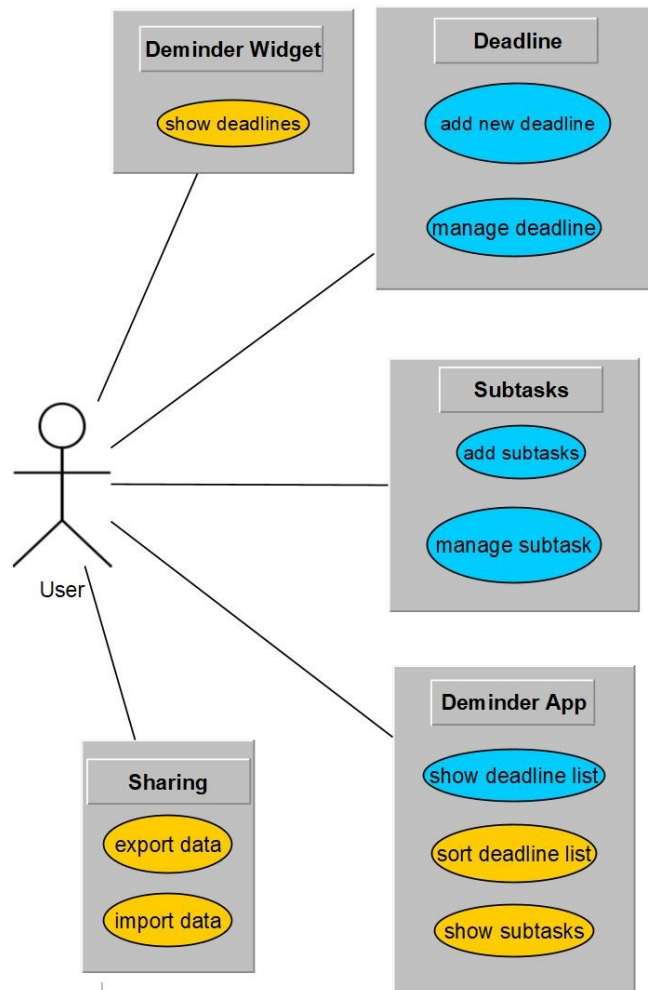 Deminder Widget
show deadlines
Deadline
add new deadline
manage deadline
Subtasks
add subtasks
manage subtask
User
Deminder App
show deadline list
sort deadline list
show subtasks
Sharing
export data
import data